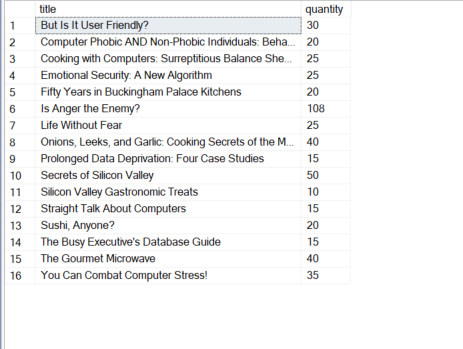 title quantity
1 But Is It User Friendly? 30
2 Computer Phobic AND Non-Phobic Individuals: Beha... 20
3 Cooking with Computers: Surreptitious Balance She... 25
4 Emotional Security: A New Algorithm 25
5 Fifty Years in Buckingham Palace Kitchens 20
6 Is Anger the Enemy? 108
7 Life Without Fear 25
8 Onions, Leeks, and Garlic: Cooking Secrets of the M... 40
9 Prolonged Data Deprivation: Four Case Studies 15
10 Secrets of Silicon Valley 50
11 Silicon Valley Gastronomic Treats 10
12 Straight Talk About Computers 15
13 Sushi, Anyone? 20
14 The Busy Executive's Database Guide 15
15 The Gourmet Microwave 40
16 You Can Combat Computer Stress! 35